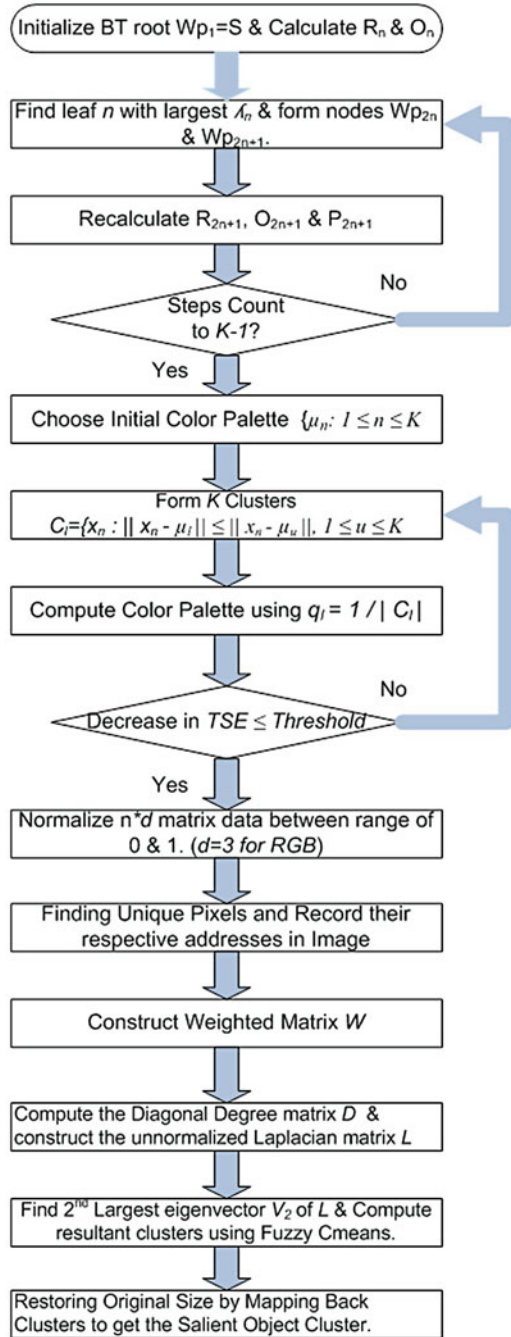 Initialize BT root Wp₁=S & Calculate Rₙ & Oₙ
Find leaf n with largest ʎₙ & form nodes Wp₂ₙ
& Wp₂ₙ₊₁.
Recalculate R₂ₙ₊₁, O₂ₙ₊₁ & P₂ₙ₊₁
No
Steps Count
to K-1?
Yes
Choose Initial Color Palette {μₙ: 1 ≤ n ≤ K
Form K Clusters
Cₗ={xₙ : || xₙ - μₗ || ≤ || xₙ - μᵤ ||, 1 ≤ u ≤ K
Compute Color Palette using qₗ = 1 / | Cₗ |
No
Decrease in TSE ≤ Threshold
Yes
Normalize n*d matrix data between range of
0 & 1. (d=3 for RGB)
Finding Unique Pixels and Record their
respective addresses in Image
Construct Weighted Matrix W
Compute the Diagonal Degree matrix D &
construct the unnormalized Laplacian matrix L
Find 2ⁿᵈ Largest eigenvector V₂ of L & Compute
resultant clusters using Fuzzy Cmeans.
Restoring Original Size by Mapping Back
Clusters to get the Salient Object Cluster.